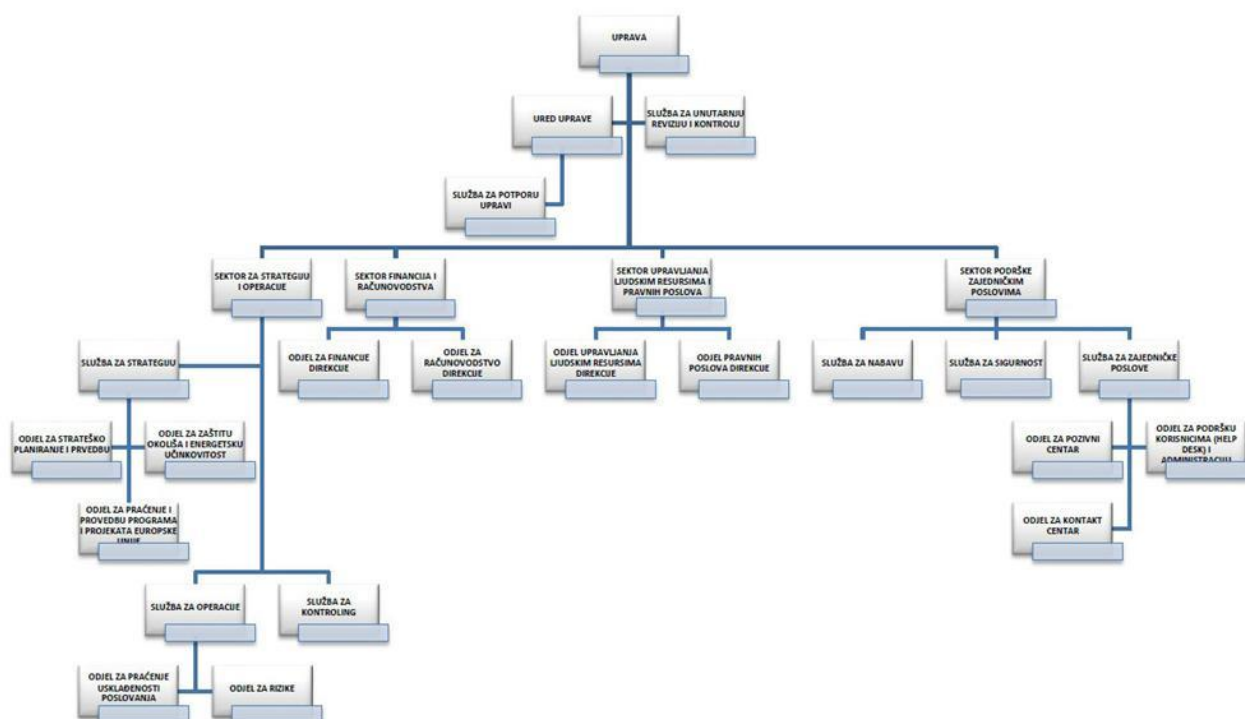 UPRAVA
URED UPRAVE
SLUŽBA ZA UNUTARNJU
REVIZIJU I KONTROLU
SLUŽBA ZA POTPORU
UPRAVI
SEKTOR ZA STRATEGIJU
I OPERACIJE
SEKTOR FINANCIJA I
RAČUNOVODSTVA
SEKTOR UPRAVLJANJA
LJUDSKIM RESURSIMA I
PRAVNIH POSLOVA
SEKTOR PODRŠKE
ZAJEDNIČKIM
POSLOVIMA
SLUŽBA ZA STRATEGIJU
ODJEL ZA FINANCIJE
DIREKCIJE
ODJEL ZA
RAČUNOVODSTVO
DIREKCIJE
ODJEL UPRAVLJANJA
LJUDSKIM RESURSIMA
DIREKCIJE
ODJEL PRAVNIH
POSLOVA DIREKCIJE
SLUŽBA ZA NABAVU
SLUŽBA ZA SIGURNOST
SLUŽBA ZA ZAJEDNIČKE
POSLOVE
ODJEL ZA STRATEŠKO
PLANIRANJE I PRVEDBU
ODJEL ZA ZAŠTITU
OKOLIŠA I ENERGETSKU
UČINKOVITOST
ODJEL ZA POZIVNI
CENTAR
ODJEL ZA PODRŠKU
KORISNICIMA (HELP
DESK) I
ADMINISTRACIJU
ODJEL ZA PRAĆENJE I
PROVEDBU PROGRAMA
I PROJEKATA EUROPSKE
UNIJE
ODJEL ZA KONTAKT
CENTAR
SLUŽBA ZA OPERACIJE
SLUŽBA ZA
KONTROLING
ODJEL ZA PRAĆENJE
USKLAĐENOSTI
POSLOVANJA
ODJEL ZA RIZIKE